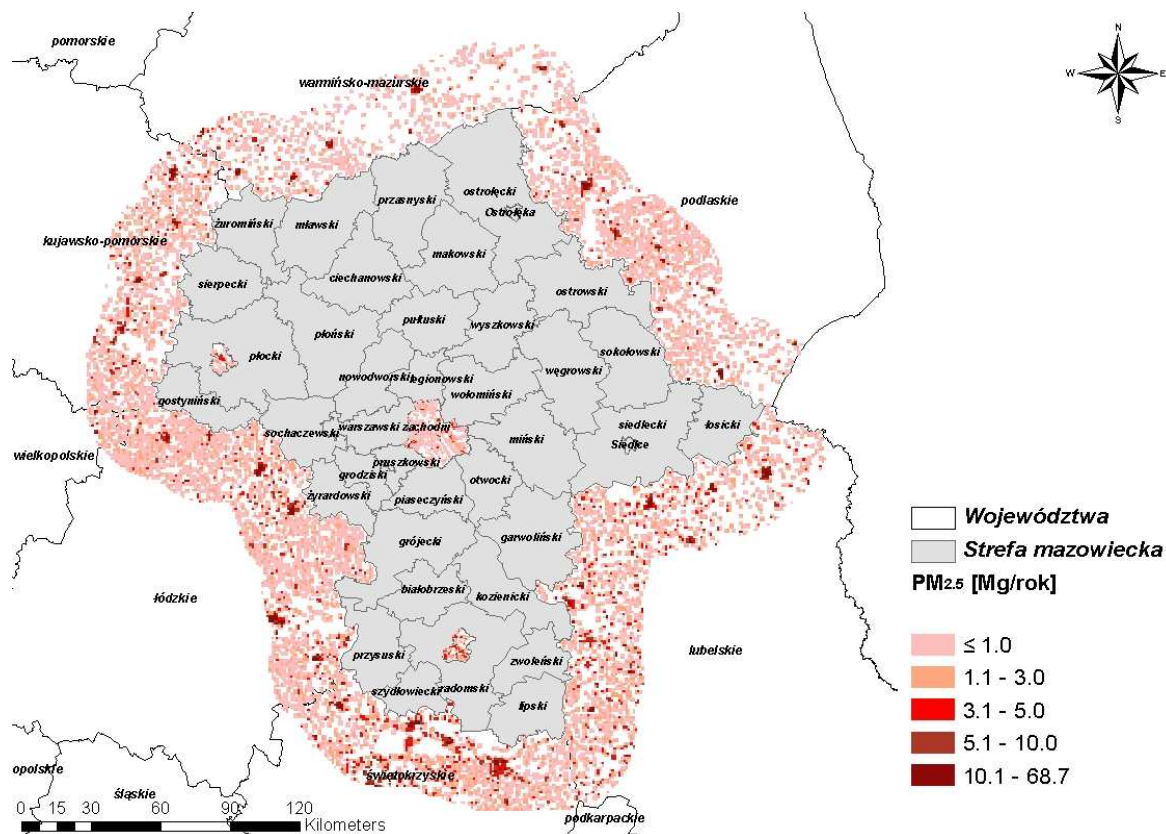 pomorskie
N
warmińsko-mazurskie
W E
S
ostrołęcki
przasnyski
podlaskie
Ostrołęka
żuromiński mławski
kujawsko-pomorskie
makowski
sierpecki ciechanowski
ostrowski
pułtuski
wyszkowski
płoński
sokołowski
płocki
węgrowski
nowodworski legionowski
wołomiński
gostyniński
siedlecki łosicki
sochaczewski warszawski zachodni
miński
Siedlce
wielkopolskie
pruszkowski
grodziski
otwocki
żyrardowski piaseczyński
Województwa
garwoliński
grójecki
Strefa mazowiecka
PM2.5 [Mg/rok]
białobrzeski
kozienicki
łódzkie
≤ 1.0
lubelskie
przysuski
zwoleński
1.1 - 3.0
szydłowiecki radomski
lipski
3.1 - 5.0
5.1 - 10.0
opolskie
świętokrzyskie
10.1 - 68.7
śląskie
0 15 30 60 90 120
Kilometers
podkarpackie